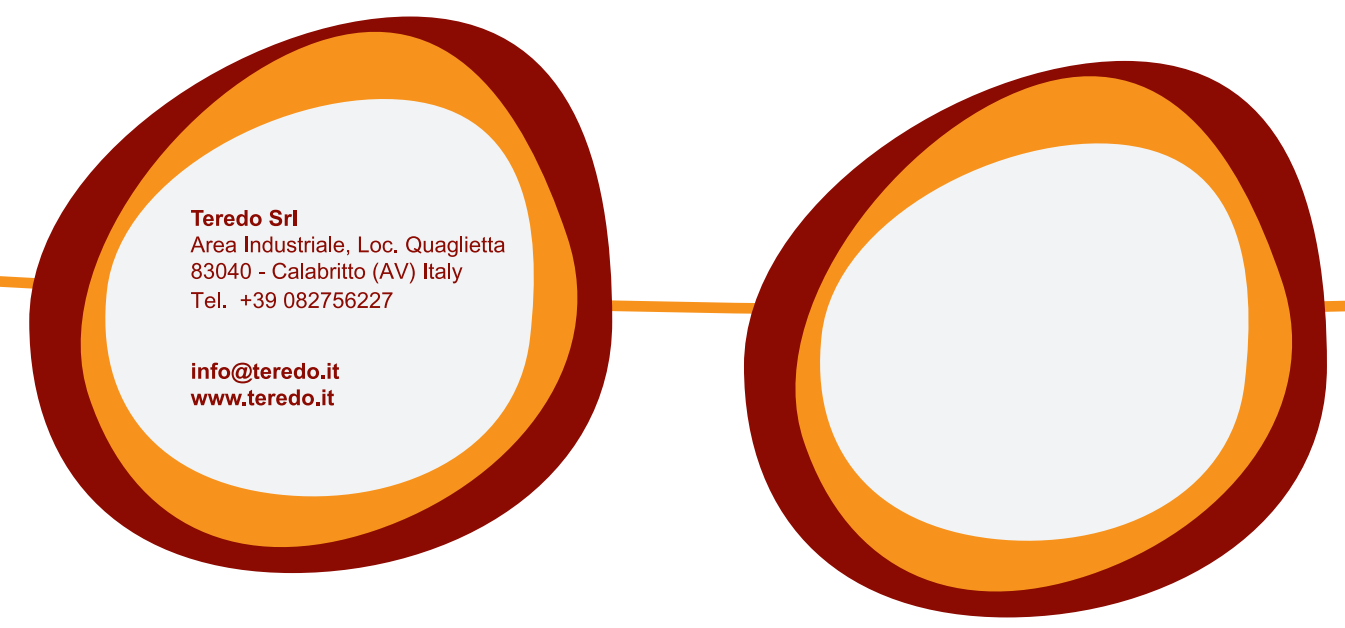 Teredo Srl
Area Industriale, Loc. Quaglietta
83040 - Calabritto (AV) Italy
Tel.  +39 082756227
info@teredo.it
www.teredo.it